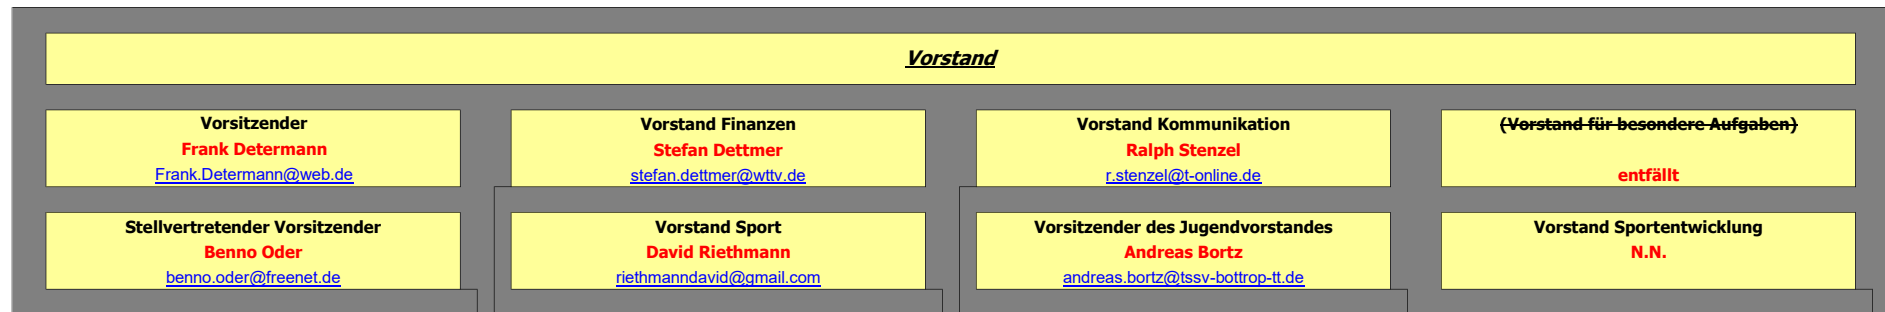 Vorstand
Vorsitzender
Frank Determann
Frank.Determann@web.de
Vorstand Finanzen
Stefan Dettmer
stefan.dettmer@wttv.de
Vorstand Kommunikation
Ralph Stenzel
r.stenzel@t-online.de
(Vorstand für besondere Aufgaben)
entfällt
Stellvertretender Vorsitzender
Benno Oder
benno.oder@freenet.de
Vorstand Sport
David Riethmann
riethmanndavid@gmail.com
Vorsitzender des Jugendvorstandes
Andreas Bortz
andreas.bortz@tssv-bottrop-tt.de
Vorstand Sportentwicklung
N.N.